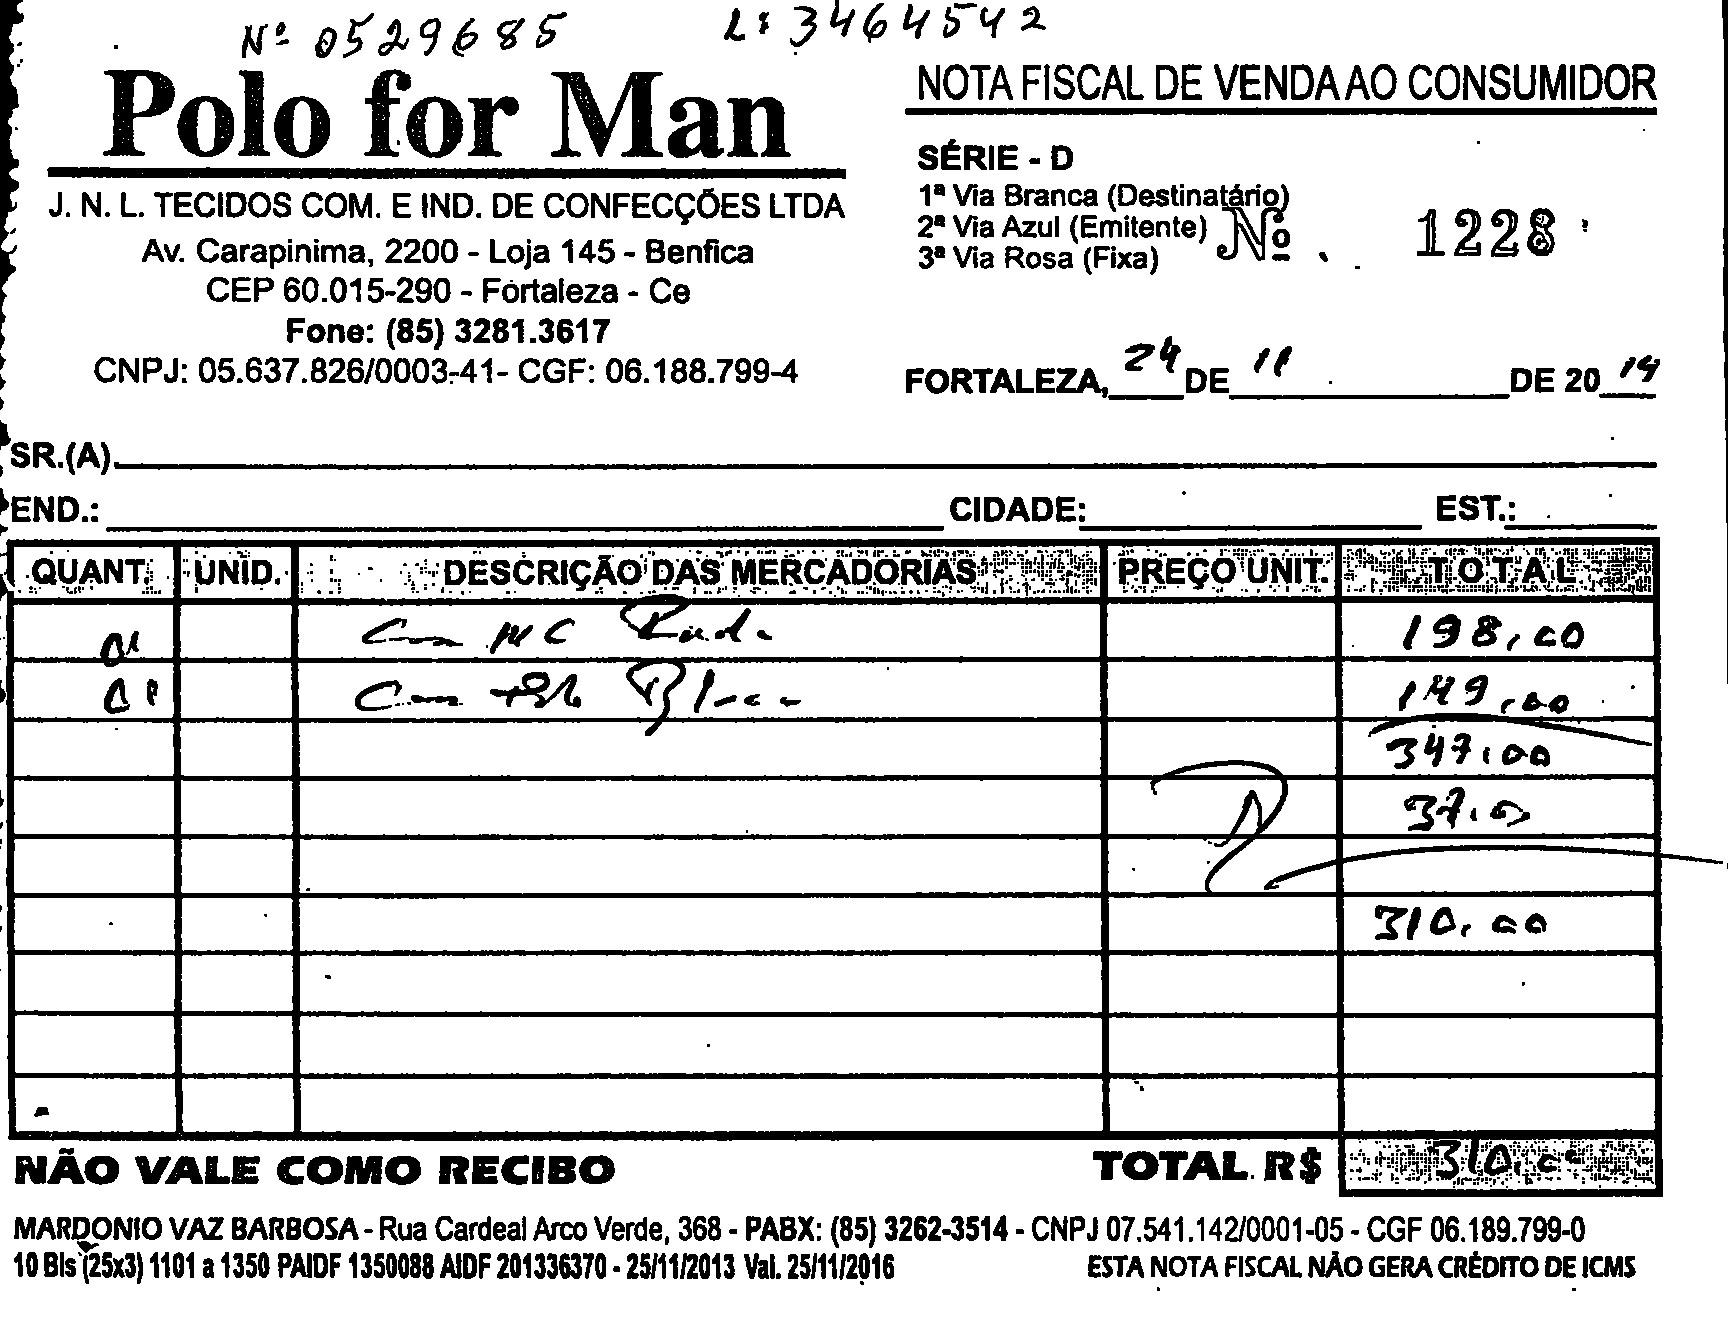 Nº 0529685 L: 3464542
Polo for Man
J. N. L. TECIDOS COM. E IND. DE CONFECÇÕES LTDA
Av. Carapinima, 2200 - Loja 145 - Benfica
CEP 60.015-290 - Fortaleza - Ce
Fone: (85) 3281.3617
CNPJ: 05.637.826/0003-41- CGF: 06.188.799-4
NOTA FISCAL DE VENDA AO CONSUMIDOR
SÉRIE - D
1ª Via Branca (Destinatário)
2ª Via Azul (Emitente)
3ª Via Rosa (Fixa)
Nº 1228
FORTALEZA, 24 DE 11 DE 2014
SR.(A)
END.: CIDADE: EST.:
QUANT. UNID. DESCRIÇÃO DAS MERCADORIAS PREÇO UNIT. TOTAL
01 MC 198,00
01 149,00
347,00
37,00
310,00
NÃO VALE COMO RECIBO TOTAL R$ 310,00
MARDONIO VAZ BARBOSA - Rua Cardeal Arco Verde, 368 - PABX: (85) 3262-3514 - CNPJ 07.541.142/0001-05 - CGF 06.189.799-0
10 Bls (25x3) 1101 a 1350 PAIDF 1350088 AIDF 201336370 - 25/11/2013 Val. 25/11/2016 ESTA NOTA FISCAL NÃO GERA CRÉDITO DE ICMS